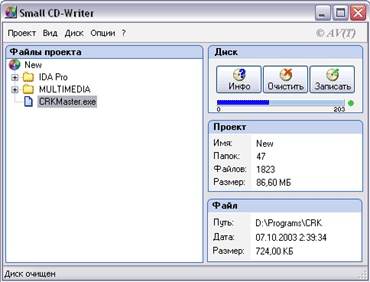 Small CD-Writer
Проект Вид Диск Опции ? © AV(T)
Файлы проекта
New
IDA Pro
MULTIMEDIA
CRKMaster.exe
Диск
Инфо Очистить Записать
0 203
Проект
Имя: New
Папок: 47
Файлов: 1823
Размер: 86,60 МБ
Файл
Путь: D:\Programs\CRK
Дата: 07.10.2003 2:39:34
Размер: 724,00 КБ
Диск очищен